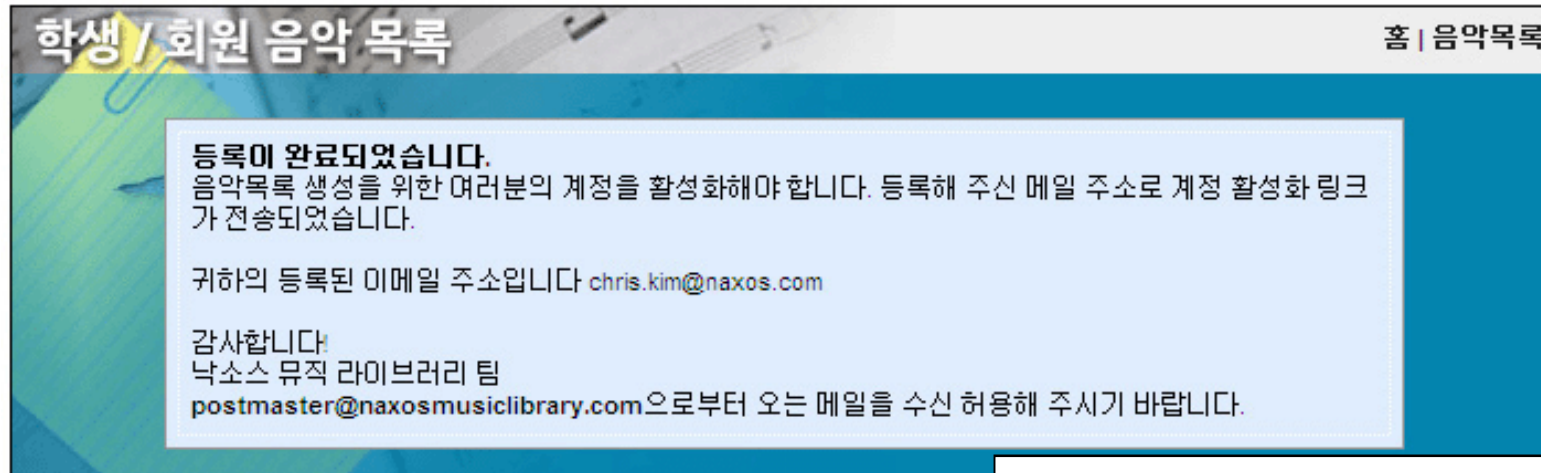 학생 / 회원 음악 목록
홈 | 음악목록
등록이 완료되었습니다.
음악목록 생성을 위한 여러분의 계정을 활성화해야 합니다. 등록해 주신 메일 주소로 계정 활성화 링크
가 전송되었습니다.
귀하의 등록된 이메일 주소입니다 chris.kim@naxos.com
감사합니다!
낙소스 뮤직 라이브러리 팀
postmaster@naxosmusiclibrary.com으로부터 오는 메일을 수신 허용해 주시기 바랍니다.